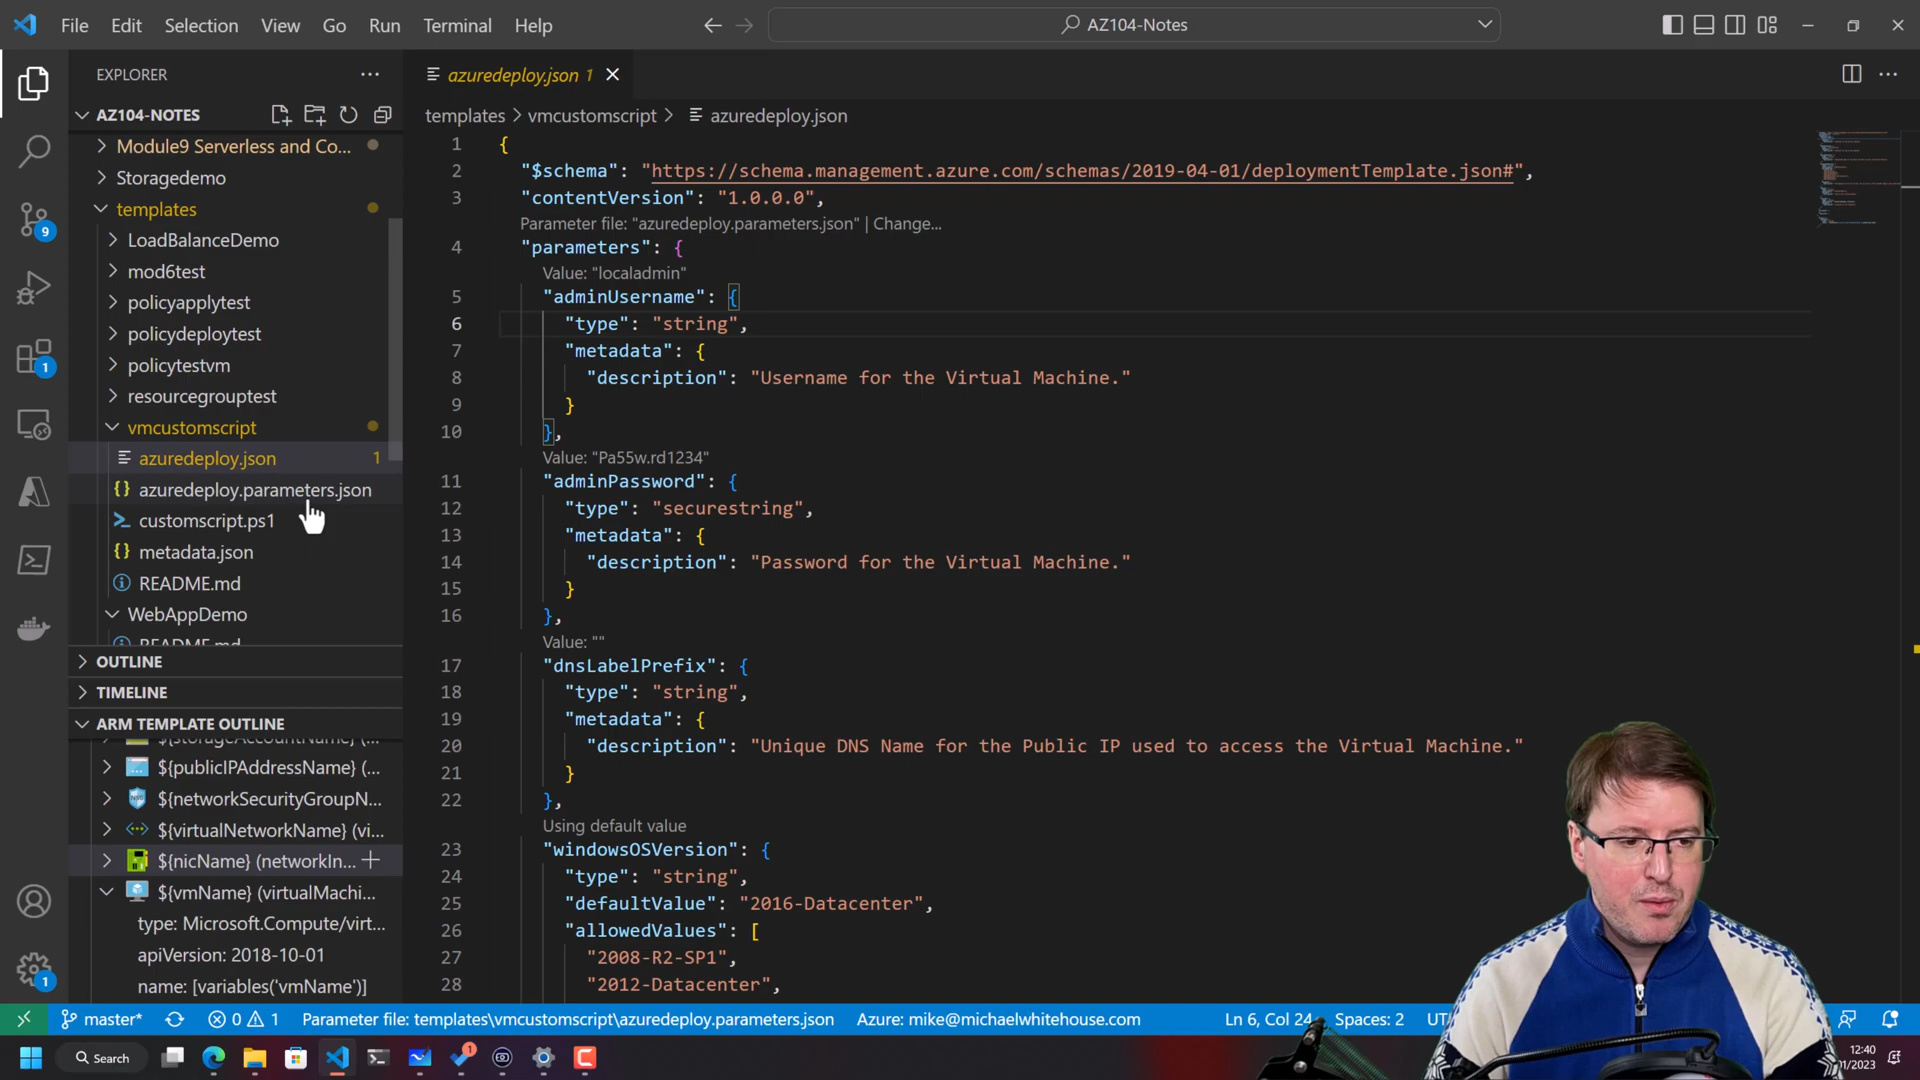 File Edit Selection View Go Run Terminal Help
AZ104-Notes
EXPLORER
AZ104-NOTES
Module9 Serverless and Co...
Storagedemo
templates
LoadBalanceDemo
mod6test
policyapplytest
policydeploytest
policytestvm
resourcegrouptest
vmcustomscript
azuredeploy.json 1
azuredeploy.parameters.json
customscript.ps1
metadata.json
README.md
WebAppDemo
README.md
OUTLINE
TIMELINE
ARM TEMPLATE OUTLINE
${storageAccountName} (...
${publicIPAddressName} (...
${networkSecurityGroupN...
${virtualNetworkName} (vi...
${nicName} (networkIn...
${vmName} (virtualMachi...
type: Microsoft.Compute/virt...
apiVersion: 2018-10-01
name: [variables('vmName')]
9
1
1
azuredeploy.json 1
templates > vmcustomscript > azuredeploy.json
1 {
2 "$schema": "https://schema.management.azure.com/schemas/2019-04-01/deploymentTemplate.json#",
3 "contentVersion": "1.0.0.0",
Parameter file: "azuredeploy.parameters.json" | Change...
4 "parameters": {
Value: "localadmin"
5 "adminUsername": {
6 "type": "string",
7 "metadata": {
8 "description": "Username for the Virtual Machine."
9 }
10 },
Value: "Pa55w.rd1234"
11 "adminPassword": {
12 "type": "securestring",
13 "metadata": {
14 "description": "Password for the Virtual Machine."
15 }
16 },
Value: ""
17 "dnsLabelPrefix": {
18 "type": "string",
19 "metadata": {
20 "description": "Unique DNS Name for the Public IP used to access the Virtual Machine."
21 }
22 },
Using default value
23 "windowsOSVersion": {
24 "type": "string",
25 "defaultValue": "2016-Datacenter",
26 "allowedValues": [
27 "2008-R2-SP1",
28 "2012-Datacenter",
master* 0 1 Parameter file: templates\vmcustomscript\azuredeploy.parameters.json Azure: mike@michaelwhitehouse.com Ln 6, Col 24 Spaces: 2
Search
1
12:40
1/2023